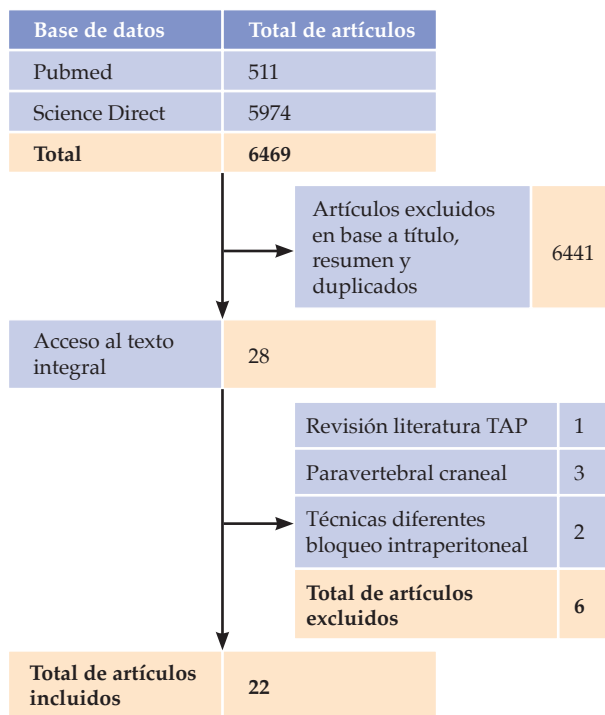 Base de datos Total de artículos
Pubmed 511
Science Direct 5974
Total 6469
Artículos excluidos
en base a título,
resumen y
duplicados
6441
Acceso al texto
integral
28
Revisión literatura TAP 1
Paravertebral craneal 3
Técnicas diferentes
bloqueo intraperitoneal
2
Total de artículos
excluidos
6
Total de artículos
incluidos
22